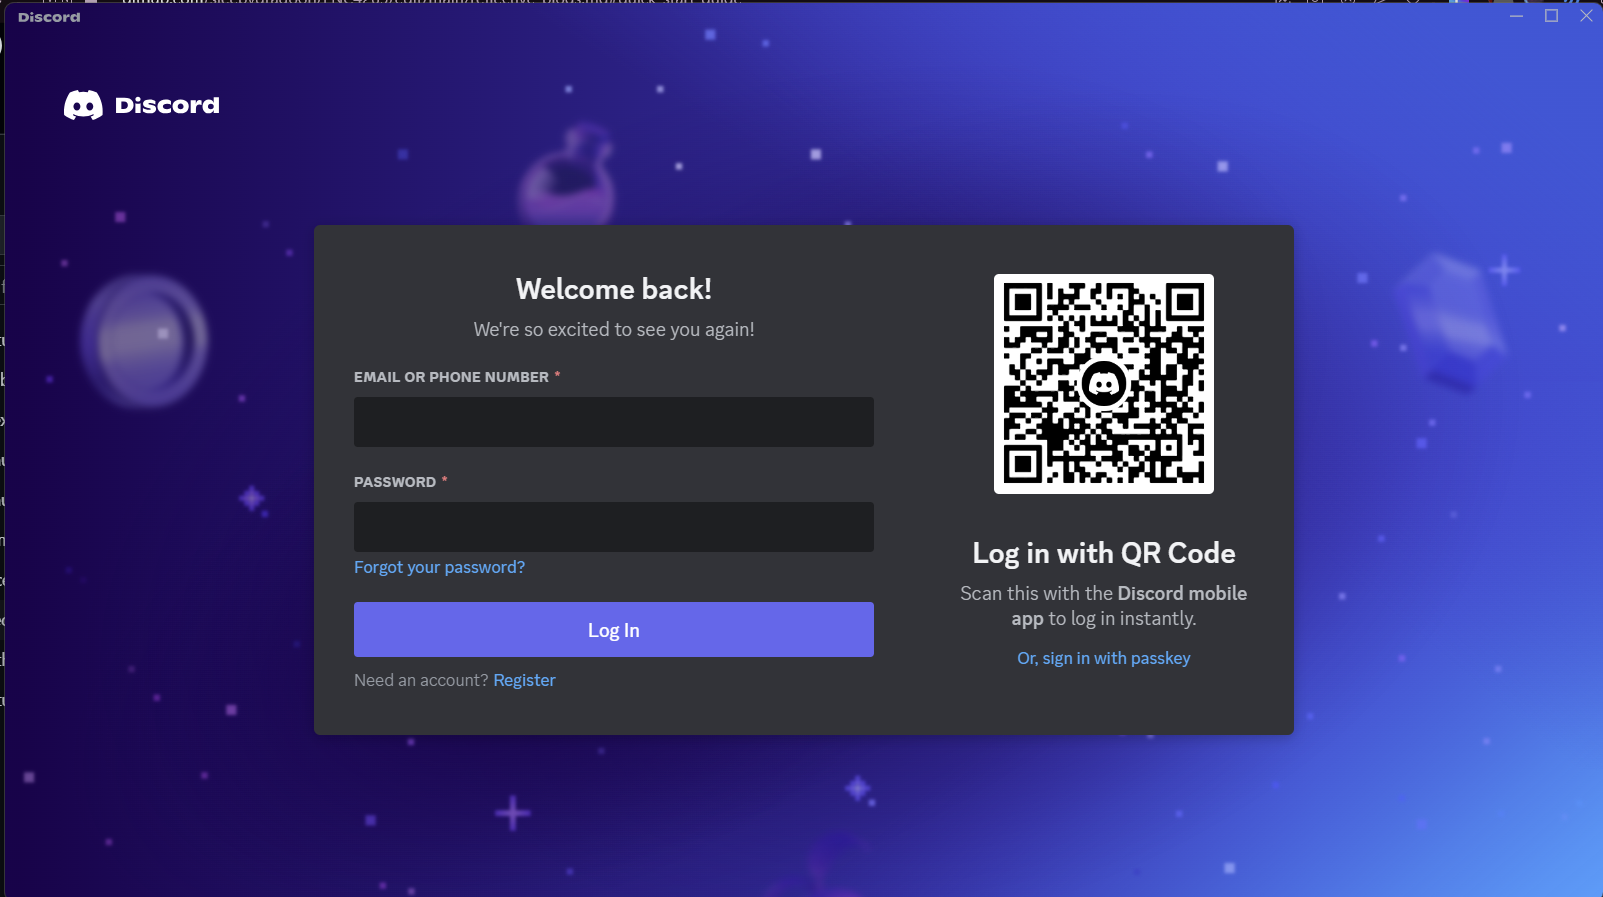 Discord
Discord
Welcome back!
We're so excited to see you again!
EMAIL OR PHONE NUMBER *
PASSWORD *
Forgot your password?
Log In
Need an account? Register
Log in with QR Code
Scan this with the Discord mobile
app to log in instantly.
Or, sign in with passkey